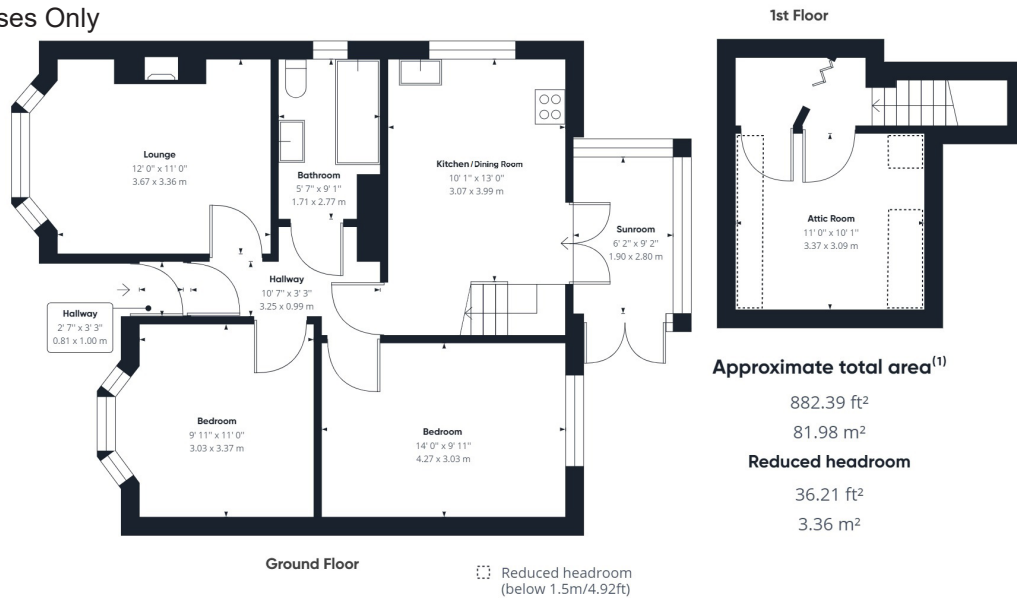 ses Only
1st Floor
Lounge
12' 0" x 11' 0"
3.67 x 3.36 m
Bathroom
5' 7" x 9' 1"
1.71 x 2.77 m
Kitchen / Dining Room
10' 1" x 13' 0"
3.07 x 3.99 m
Sunroom
6' 2" x 9' 2"
1.90 x 2.80 m
Attic Room
11' 0" x 10' 1"
3.37 x 3.09 m
Hallway
10' 7" x 3' 3"
3.25 x 0.99 m
Hallway
2' 7" x 3' 3"
0.81 x 1.00 m
Bedroom
9' 11" x 11' 0"
3.03 x 3.37 m
Bedroom
14' 0" x 9' 11"
4.27 x 3.03 m
Approximate total area(1)
882.39 ft²
81.98 m²
Reduced headroom
36.21 ft²
3.36 m²
Ground Floor
Reduced headroom
(below 1.5m/4.92ft)